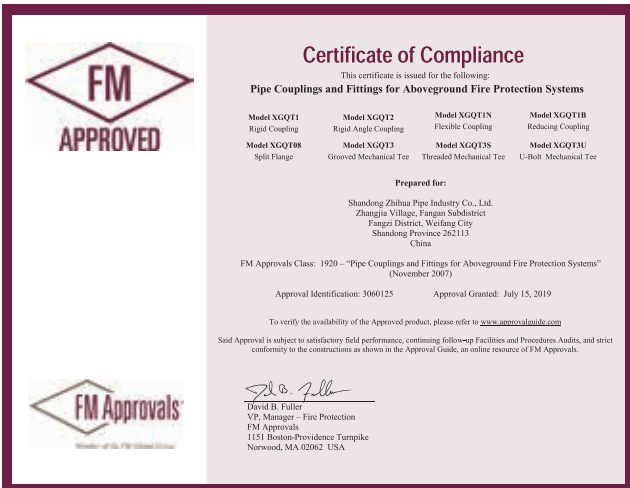 FM
APPROVED
Certificate of Compliance
This certificate is issued for the following:
Pipe Couplings and Fittings for Aboveground Fire Protection Systems
Model XGQT1
Rigid Coupling
Model XGQT2
Rigid Angle Coupling
Model XGQT1N
Flexible Coupling
Model XGQT1B
Reducing Coupling
Model XGQT08
Split Flange
Model XGQT3
Grooved Mechanical Tee
Model XGQT3S
Threaded Mechanical Tee
Model XGQT3U
U-Bolt Mechanical Tee
Prepared for:
Shandong Zhihua Pipe Industry Co., Ltd.
Zhangjia Village, Fangan Subdistrict
Fangzi District, Weifang City
Shandong Province 262113
China
FM Approvals Class: 1920 – “Pipe Couplings and Fittings for Aboveground Fire Protection Systems”
(November 2007)
Approval Identification: 3060125 Approval Granted: July 15, 2019
To verify the availability of the Approved product, please refer to www.approvalguide.com
Said Approval is subject to satisfactory field performance, continuing follow-up Facilities and Procedures Audits, and strict
conformity to the constructions as shown in the Approval Guide, an online resource of FM Approvals.
David B. Fuller
VP, Manager – Fire Protection
FM Approvals
1151 Boston-Providence Turnpike
Norwood, MA 02062 USA
FM Approvals